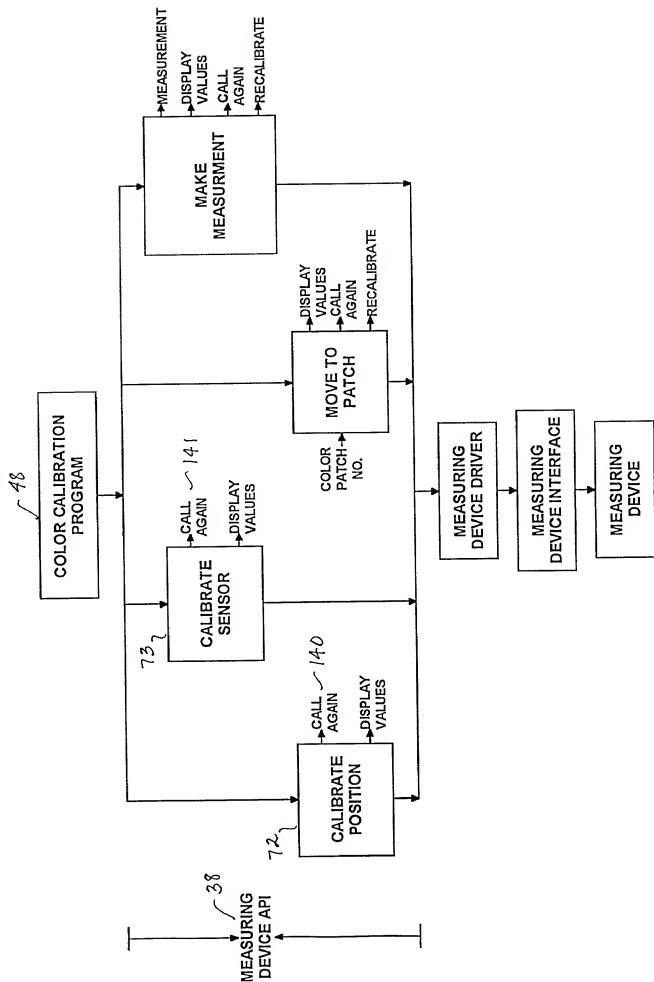 48
COLOR CALIBRATION
PROGRAM
MEASUREMENT
DISPLAY
VALUES
CALL
AGAIN
RECALIBRATE
MAKE
MEASURMENT
DISPLAY
VALUES
CALL
AGAIN
RECALIBRATE
MOVE TO
PATCH
COLOR
PATCH
NO.
141
CALL
AGAIN
DISPLAY
VALUES
73
CALIBRATE
SENSOR
140
CALL
AGAIN
DISPLAY
VALUES
72
CALIBRATE
POSITION
38
MEASURING
DEVICE API
MEASURING
DEVICE DRIVER
MEASURING
DEVICE INTERFACE
MEASURING
DEVICE